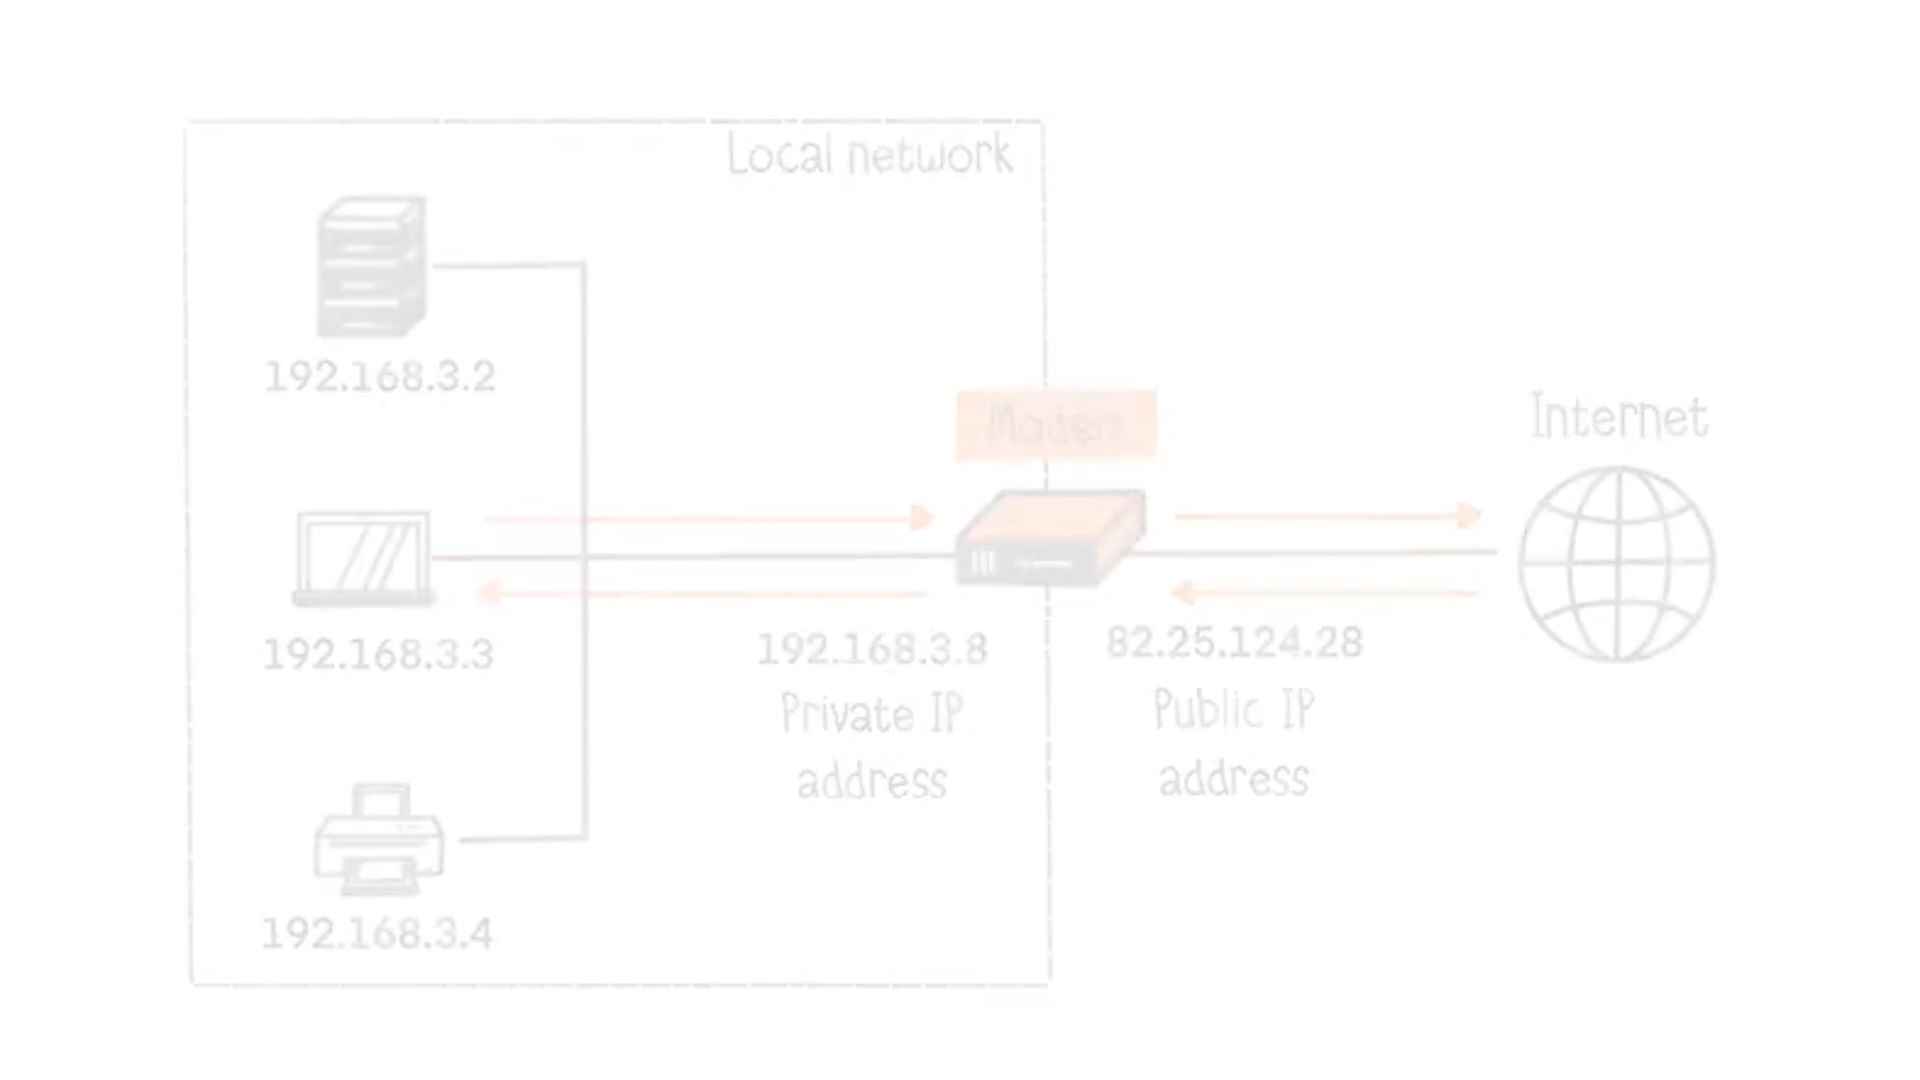 Local network
192.168.3.2
Modem
Internet
192.168.3.3
192.168.3.8
Private IP
address
82.25.124.28
Public IP
address
192.168.3.4